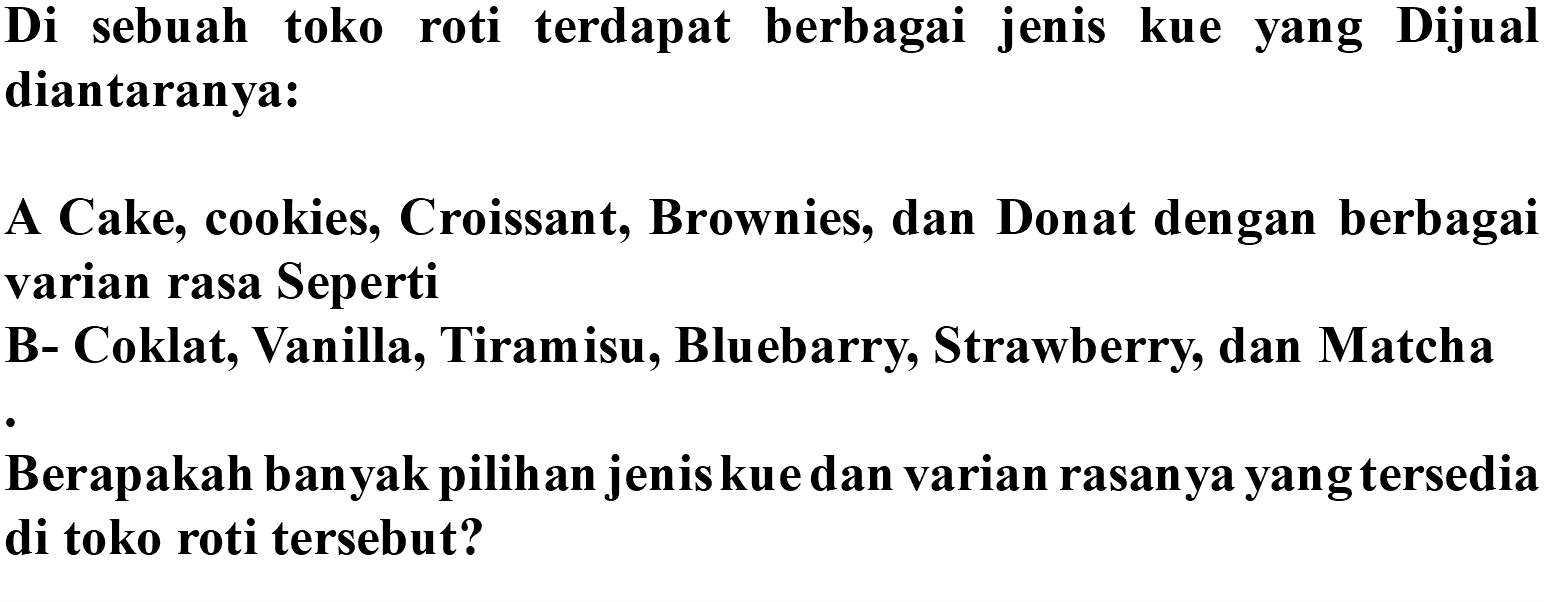 Di sebuah toko roti terdapat berbagai jenis kue yang Dijual
diantaranya:
A Cake, cookies, Croissant, Brownies, dan Donat dengan berbagai
varian rasa Seperti
B- Coklat, Vanilla, Tiramisu, Bluebarry, Strawberry, dan Matcha
.
Berapakah banyak pilihan jenis kue dan varian rasanya yang tersedia
di toko roti tersebut?